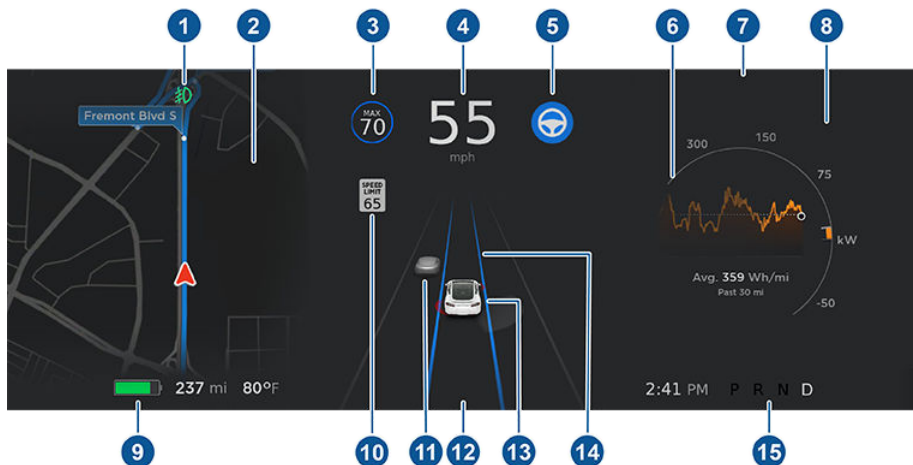 1 2 3 4 5 6 7 8
Fremont Blvd S
MAX
70
55
mph
SPEED
LIMIT
65
300 150
75
kW
-50
Avg. 359 Wh/mi
Past 30 mi
237 mi 80°F
2:41 PM P R N D
9 10 11 12 13 14 15